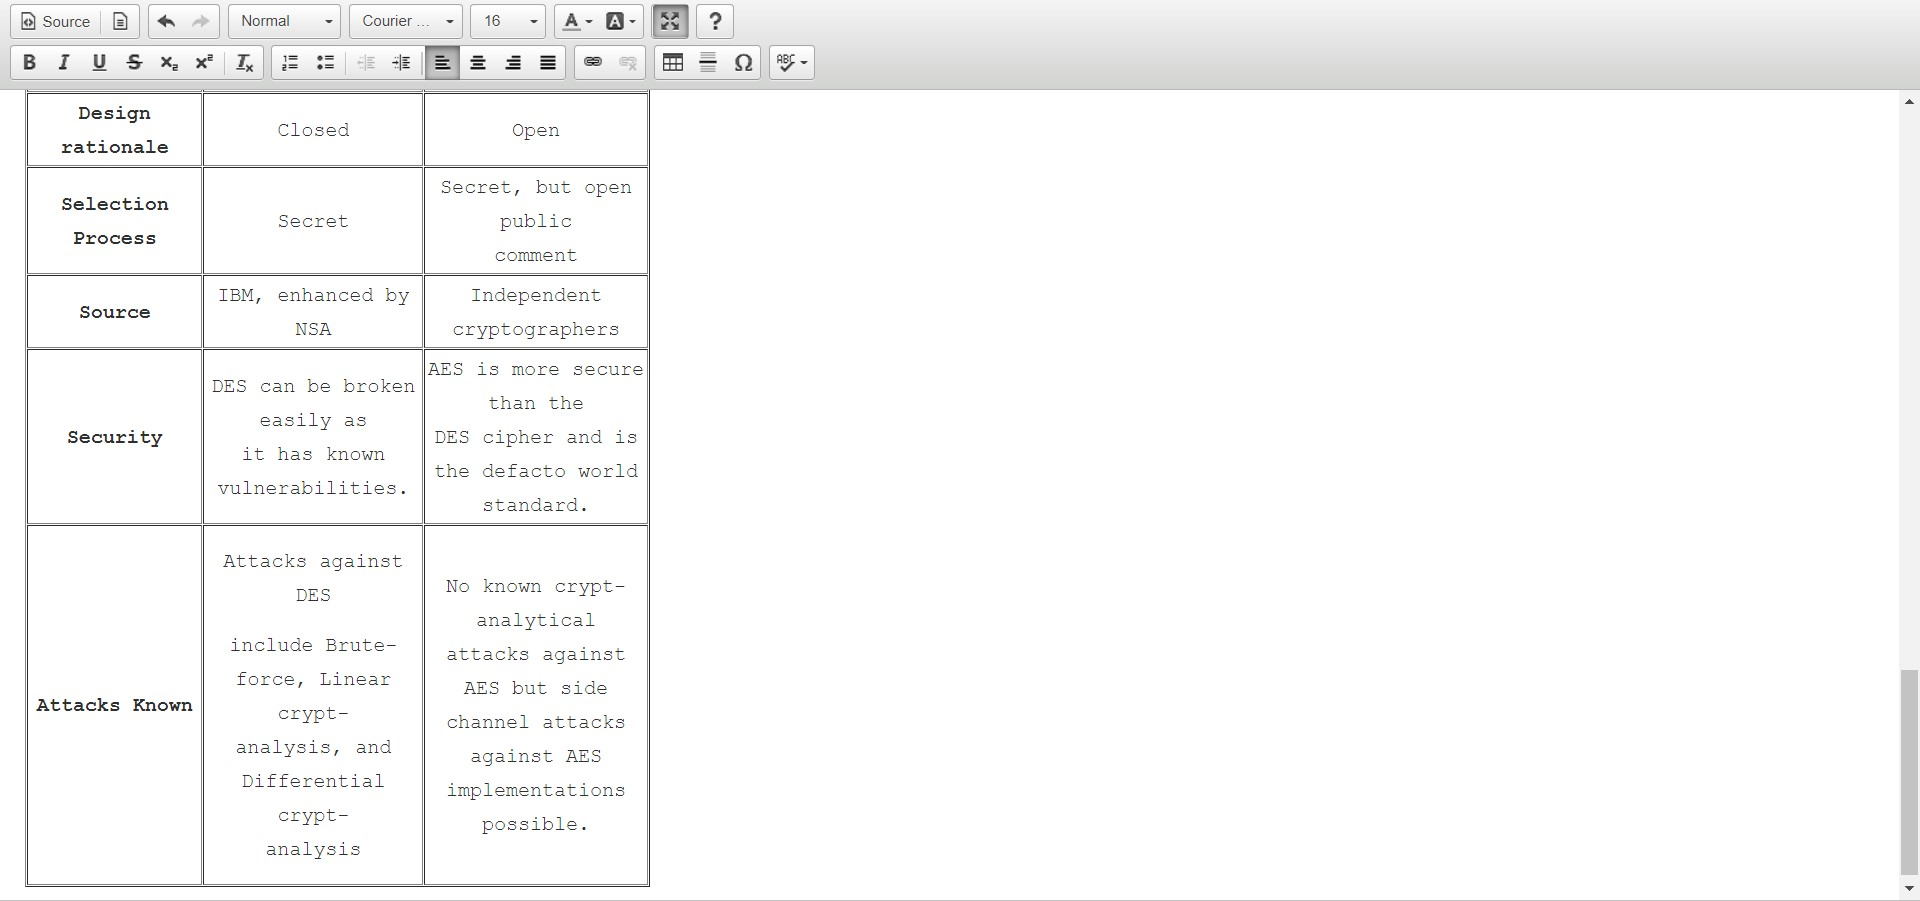 Source
Normal
Courier ...
16
A
A
?
B I U S x₂ x² Tx
Ω
ABC
Design
rationale
Closed
Open
Selection
Process
Secret
Secret, but open
public
comment
Source
IBM, enhanced by
NSA
Independent
cryptographers
Security
DES can be broken
easily as
it has known
vulnerabilities.
AES is more secure
than the
DES cipher and is
the defacto world
standard.
Attacks Known
Attacks against
DES
include Brute-
force, Linear
crypt-
analysis, and
Differential
crypt-
analysis
No known crypt-
analytical
attacks against
AES but side
channel attacks
against AES
implementations
possible.